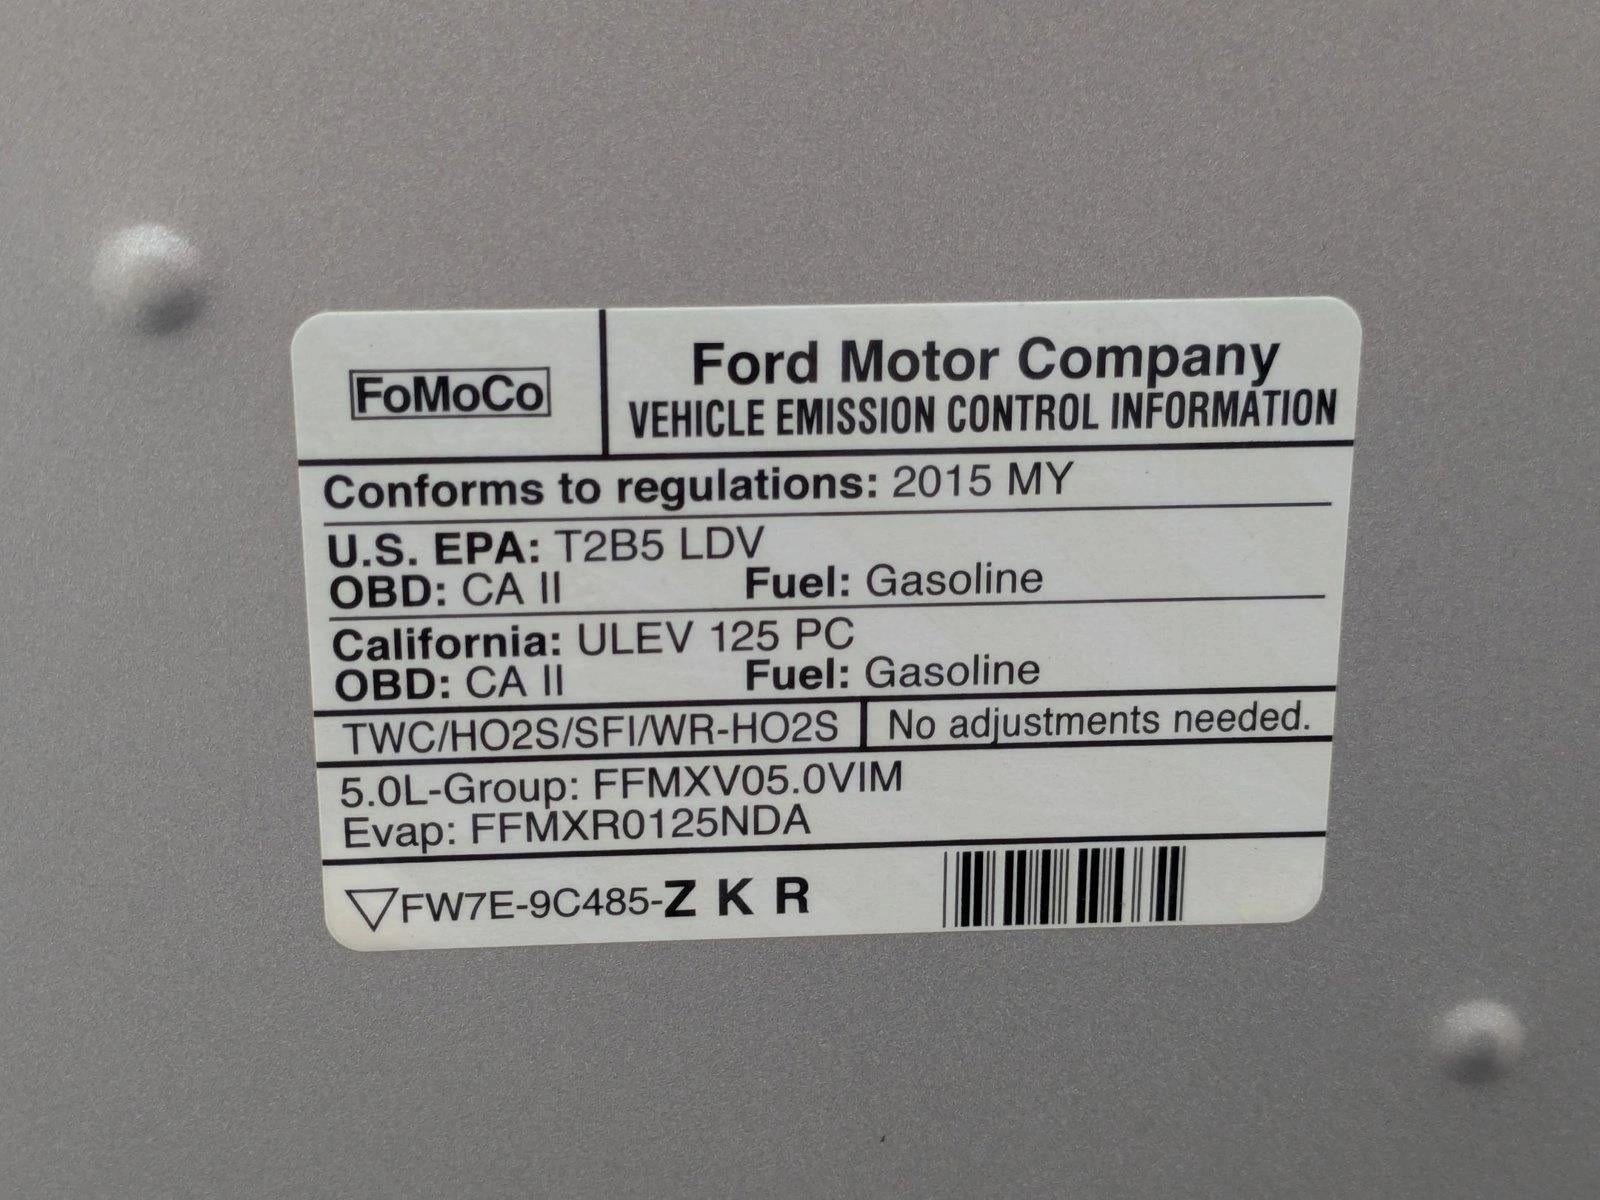 FoMoCo
Ford Motor Company
VEHICLE EMISSION CONTROL INFORMATION
Conforms to regulations: 2015 MY
U.S. EPA: T2B5 LDV
OBD: CA II Fuel: Gasoline
California: ULEV 125 PC
OBD: CA II Fuel: Gasoline
TWC/HO2S/SFI/WR-HO2S No adjustments needed.
5.0L-Group: FFMXV05.0VIM
Evap: FFMXR0125NDA
FW7E-9C485-Z K R